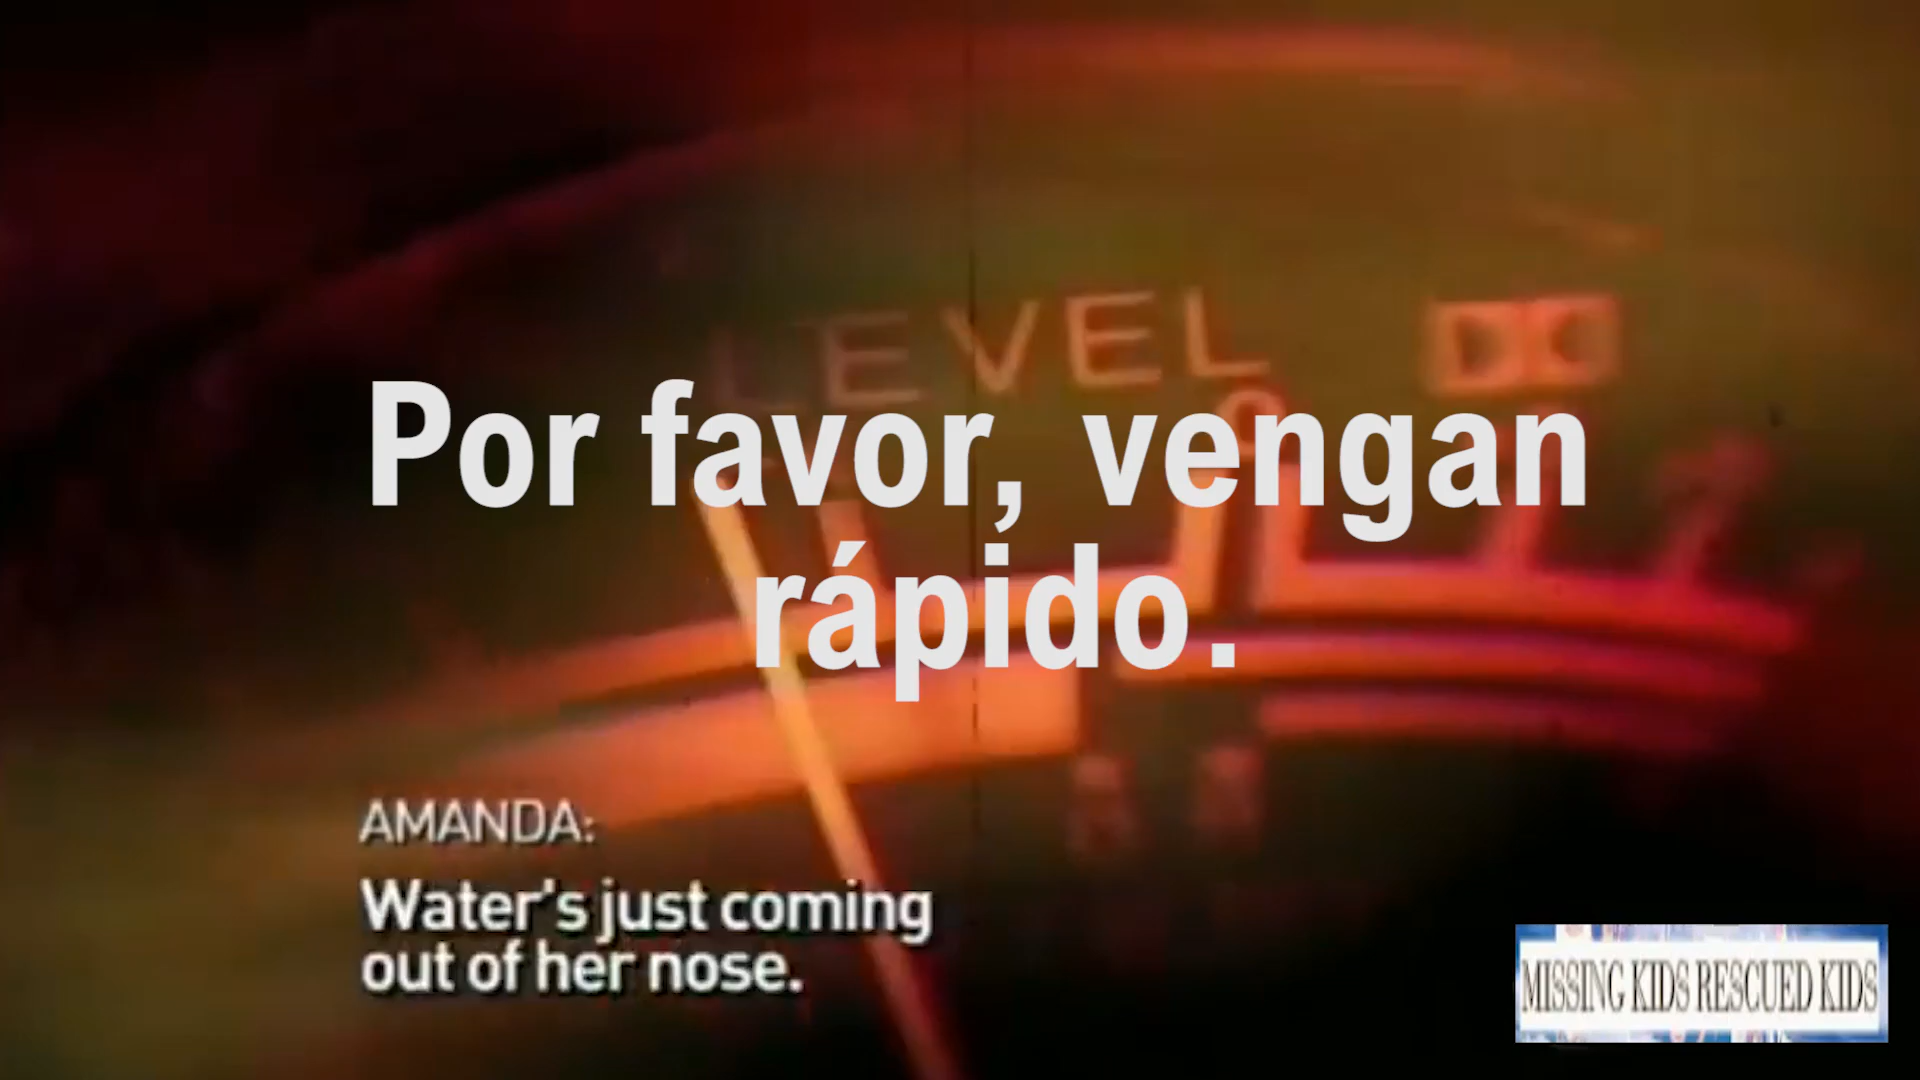 LEVEL
Por favor, vengan
rápido.
AMANDA:
Water's just coming
out of her nose.
MISSING KIDS RESCUED KIDS